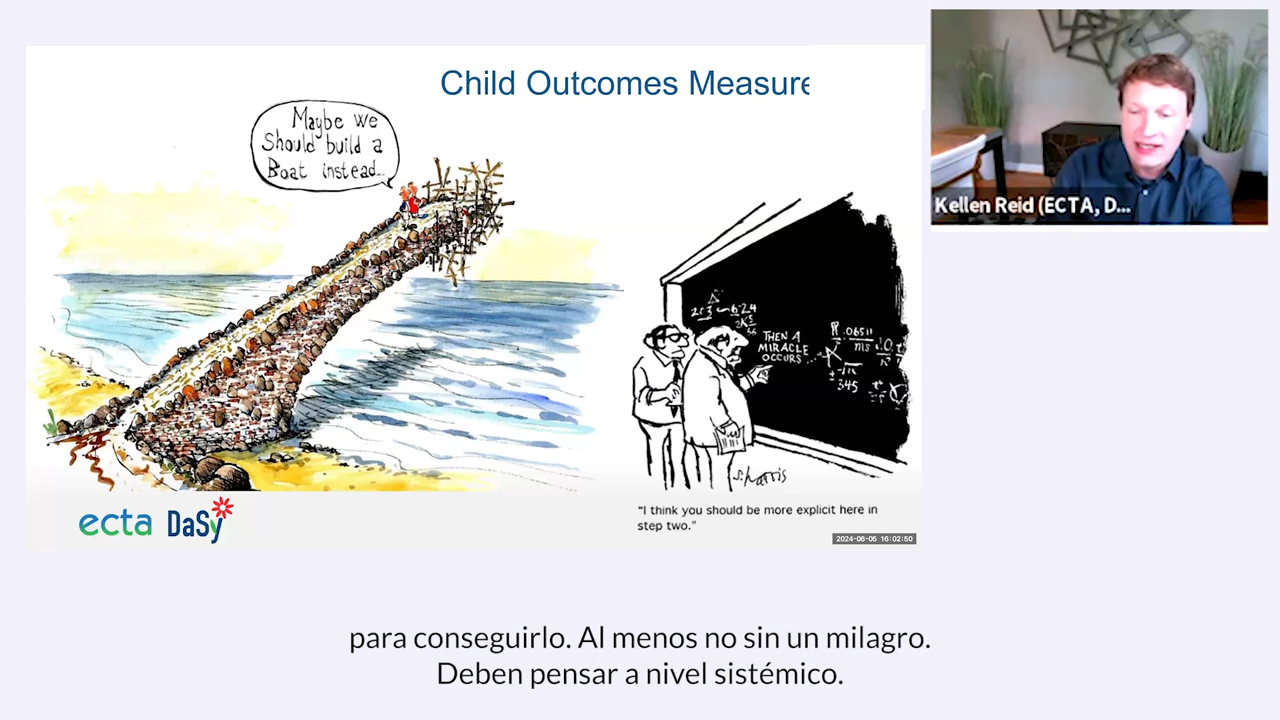 Child Outcomes Measure
Maybe we
Should build a
Boat instead...
THEN A
MIRACLE
OCCURS...
S. Harris
"I think you should be more explicit here in
step two."
ecta DaSy
2024-06-05 16:02:50
Kellen Reid (ECTA, D...
para conseguirlo. Al menos no sin un milagro.
Deben pensar a nivel sistémico.